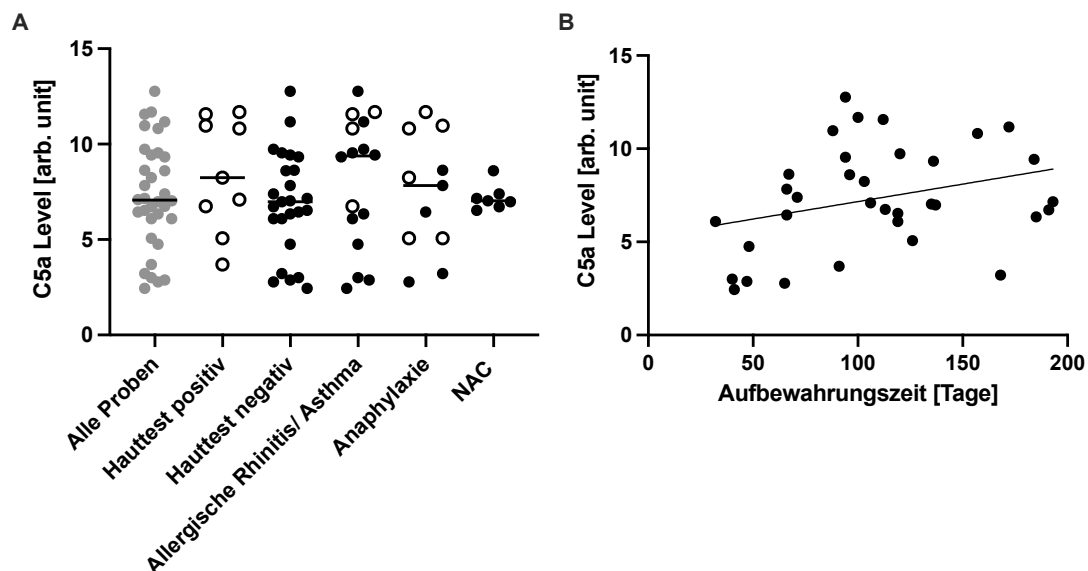 A
C5a Level [arb. unit]
15
10
5
0
Alle Proben
Hauttest positiv
Hauttest negativ
Allergische Rhinitis/ Asthma
Anaphylaxie
NAC
B
C5a Level [arb. unit]
15
10
5
0
0
50
100
150
200
Aufbewahrungszeit [Tage]